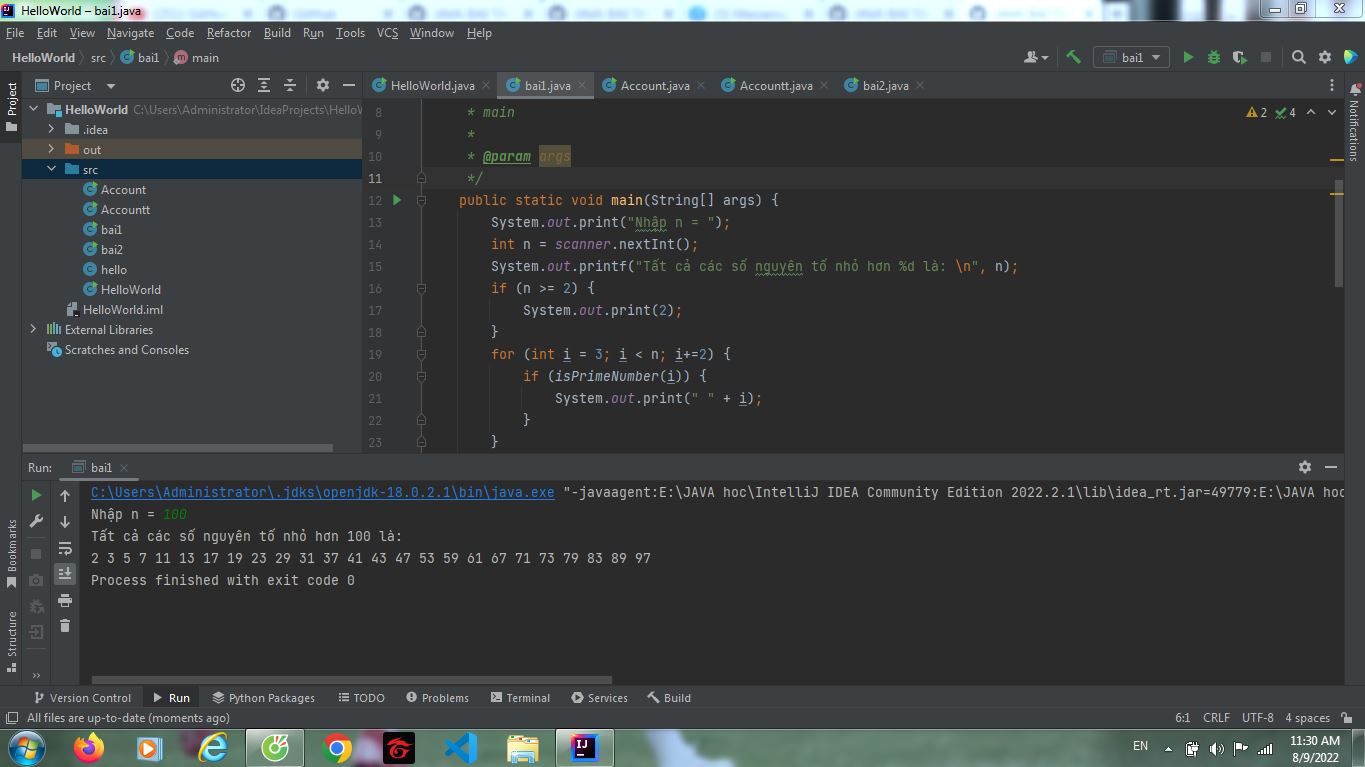 HelloWorld – bai1.java
File Edit View Navigate Code Refactor Build Run Tools VCS Window Help
HelloWorld src bai1 main
bai1
Project
HelloWorld.java bai1.java Account.java Accountt.java bai2.java
Project
Notifications
HelloWorld C:\Users\Administrator\IdeaProjects\HelloW
.idea
out
src
Account
Accountt
bai1
bai2
hello
HelloWorld
HelloWorld.iml
External Libraries
Scratches and Consoles
2 4
8 * main
9 *
10 * @param args
11 */
12 public static void main(String[] args) {
13 System.out.print("Nhập n = ");
14 int n = scanner.nextInt();
15 System.out.printf("Tất cả các số nguyên tố nhỏ hơn %d là: \n", n);
16 if (n >= 2) {
17 System.out.print(2);
18 }
19 for (int i = 3; i < n; i+=2) {
20 if (isPrimeNumber(i)) {
21 System.out.print(" " + i);
22 }
23 }
Run: bai1
C:\Users\Administrator\.jdks\openjdk-18.0.2.1\bin\java.exe "-javaagent:E:\JAVA hoc\IntelliJ IDEA Community Edition 2022.2.1\lib\idea_rt.jar=49779:E:\JAVA hoc
Nhập n = 100
Tất cả các số nguyên tố nhỏ hơn 100 là:
2 3 5 7 11 13 17 19 23 29 31 37 41 43 47 53 59 61 67 71 73 79 83 89 97
Process finished with exit code 0
Bookmarks
Structure
Version Control Run Python Packages TODO Problems Terminal Services Build
All files are up-to-date (moments ago) 6:1 CRLF UTF-8 4 spaces
EN
11:30 AM
8/9/2022